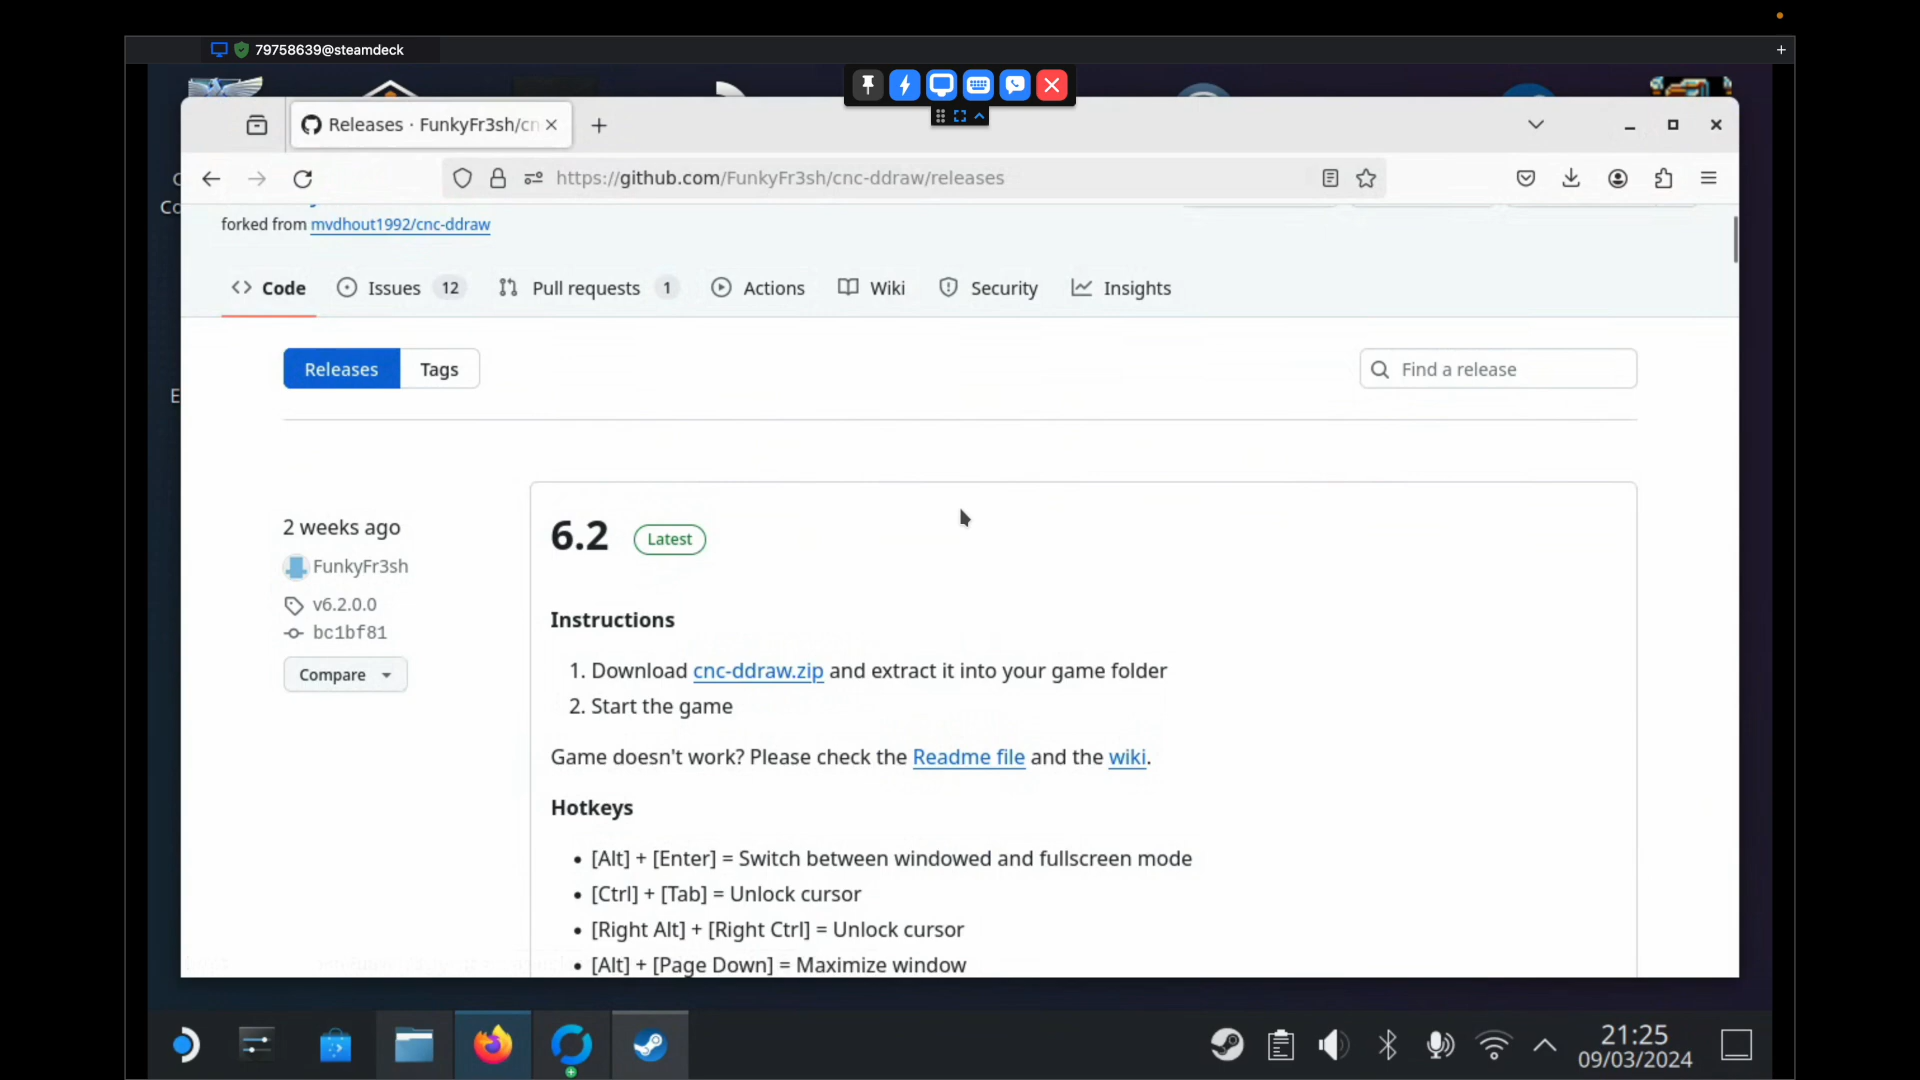 79758639@steamdeck
+
Releases · FunkyFr3sh/cn
https://github.com/FunkyFr3sh/cnc-ddraw/releases
forked from mvdhout1992/cnc-ddraw
Code
Issues 12
Pull requests 1
Actions
Wiki
Security
Insights
Releases
Tags
Find a release
2 weeks ago
FunkyFr3sh
v6.2.0.0
bc1bf81
Compare
6.2 Latest
Instructions
1. Download cnc-ddraw.zip and extract it into your game folder
2. Start the game
Game doesn't work? Please check the Readme file and the wiki.
Hotkeys
• [Alt] + [Enter] = Switch between windowed and fullscreen mode
• [Ctrl] + [Tab] = Unlock cursor
• [Right Alt] + [Right Ctrl] = Unlock cursor
• [Alt] + [Page Down] = Maximize window
21:25
09/03/2024